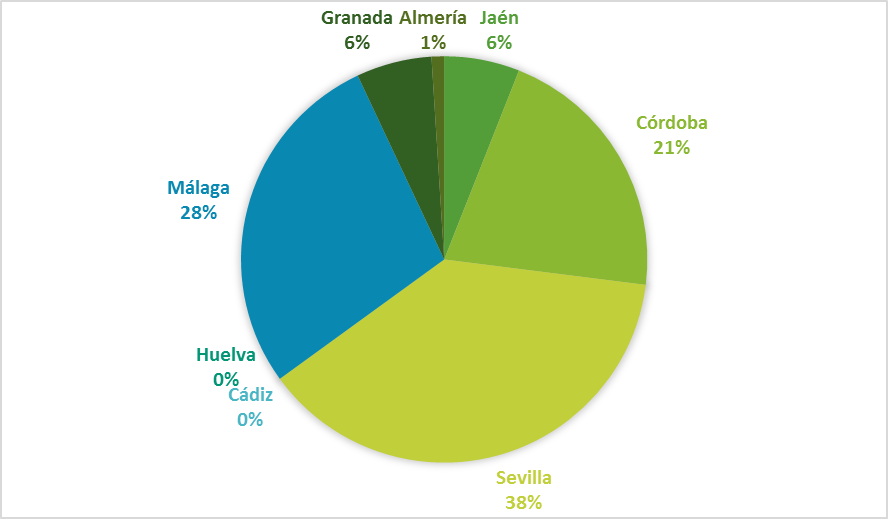 Granada
6%
Almería
1%
Jaén
6%
Córdoba
21%
Málaga
28%
Huelva
0%
Cádiz
0%
Sevilla
38%